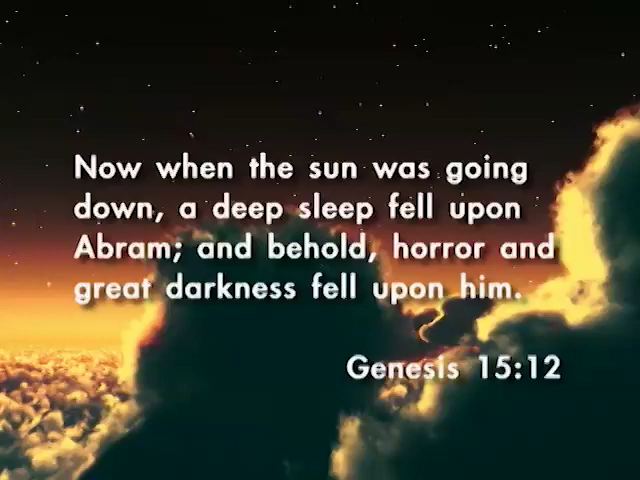 Now when the sun was going
down, a deep sleep fell upon
Abram; and behold, horror and
great darkness fell upon him.
Genesis 15:12